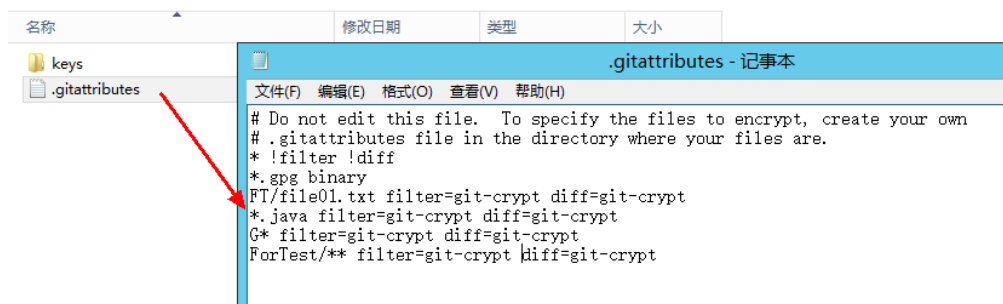 名称 修改日期 类型 大小
keys
.gitattributes
.gitattributes - 记事本
文件(F) 编辑(E) 格式(O) 查看(V) 帮助(H)
# Do not edit this file.  To specify the files to encrypt, create your own
# .gitattributes file in the directory where your files are.
* !filter !diff
*.gpg binary
FT/file01.txt filter=git-crypt diff=git-crypt
*.java filter=git-crypt diff=git-crypt
G* filter=git-crypt diff=git-crypt
ForTest/** filter=git-crypt diff=git-crypt